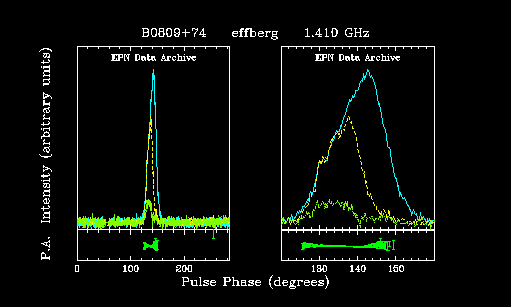 B0809+74 effberg 1.410 GHz
EPN Data Archive EPN Data Archive
P.A. Intensity (arbitrary units)
0 100 200 130 140 150
Pulse Phase (degrees)